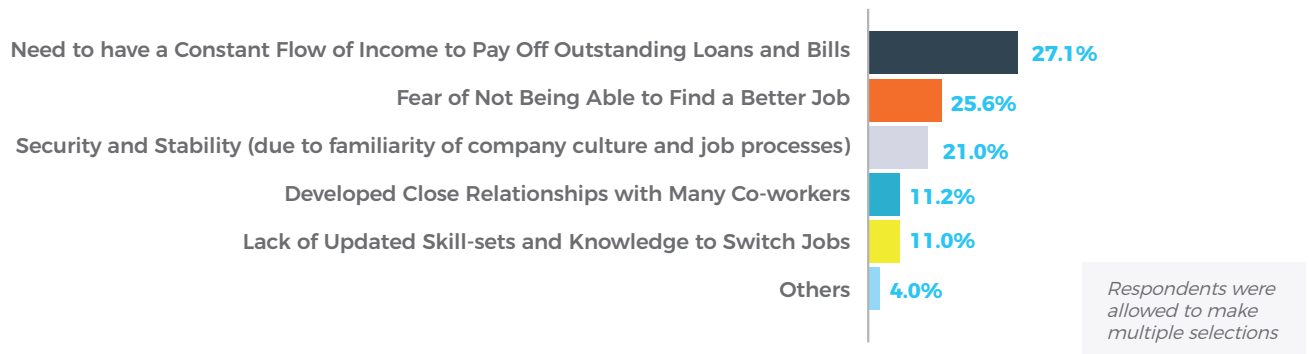 Need to have a Constant Flow of Income to Pay Off Outstanding Loans and Bills 27.1%
Fear of Not Being Able to Find a Better Job 25.6%
Security and Stability (due to familiarity of company culture and job processes) 21.0%
Developed Close Relationships with Many Co-workers 11.2%
Lack of Updated Skill-sets and Knowledge to Switch Jobs 11.0%
Others 4.0%
Respondents were
allowed to make
multiple selections